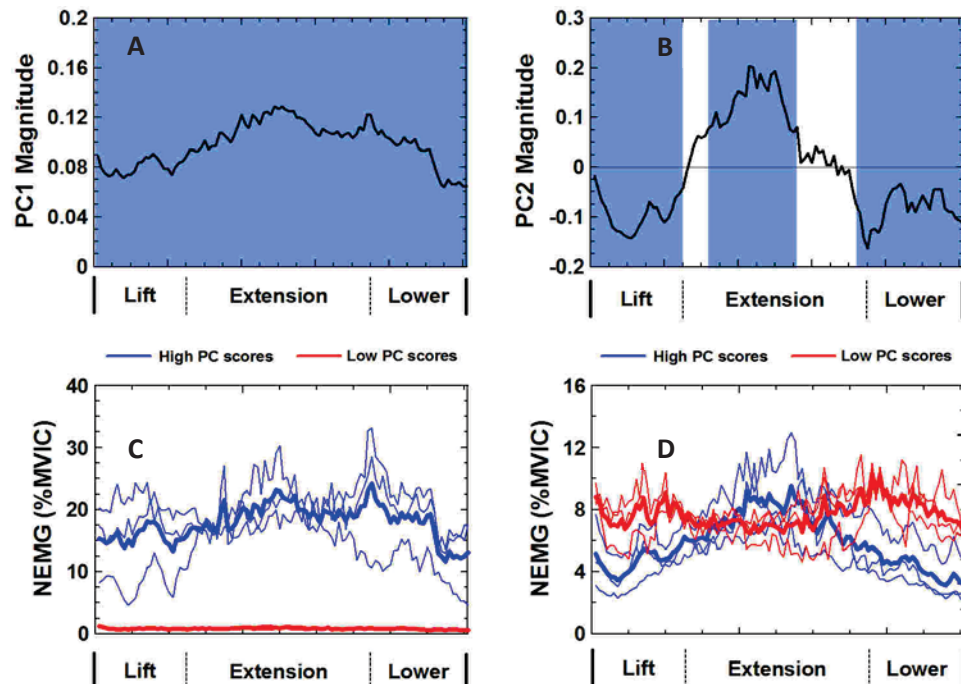 A
PC1 Magnitude
0.2
0.16
0.12
0.08
0.04
0
Lift Extension Lower
B
PC2 Magnitude
0.3
0.2
0.1
0
-0.1
-0.2
Lift Extension Lower
High PC scores Low PC scores
C
NEMG (%MVIC)
40
30
20
10
0
Lift Extension Lower
High PC scores Low PC scores
D
NEMG (%MVIC)
16
12
8
4
0
Lift Extension Lower